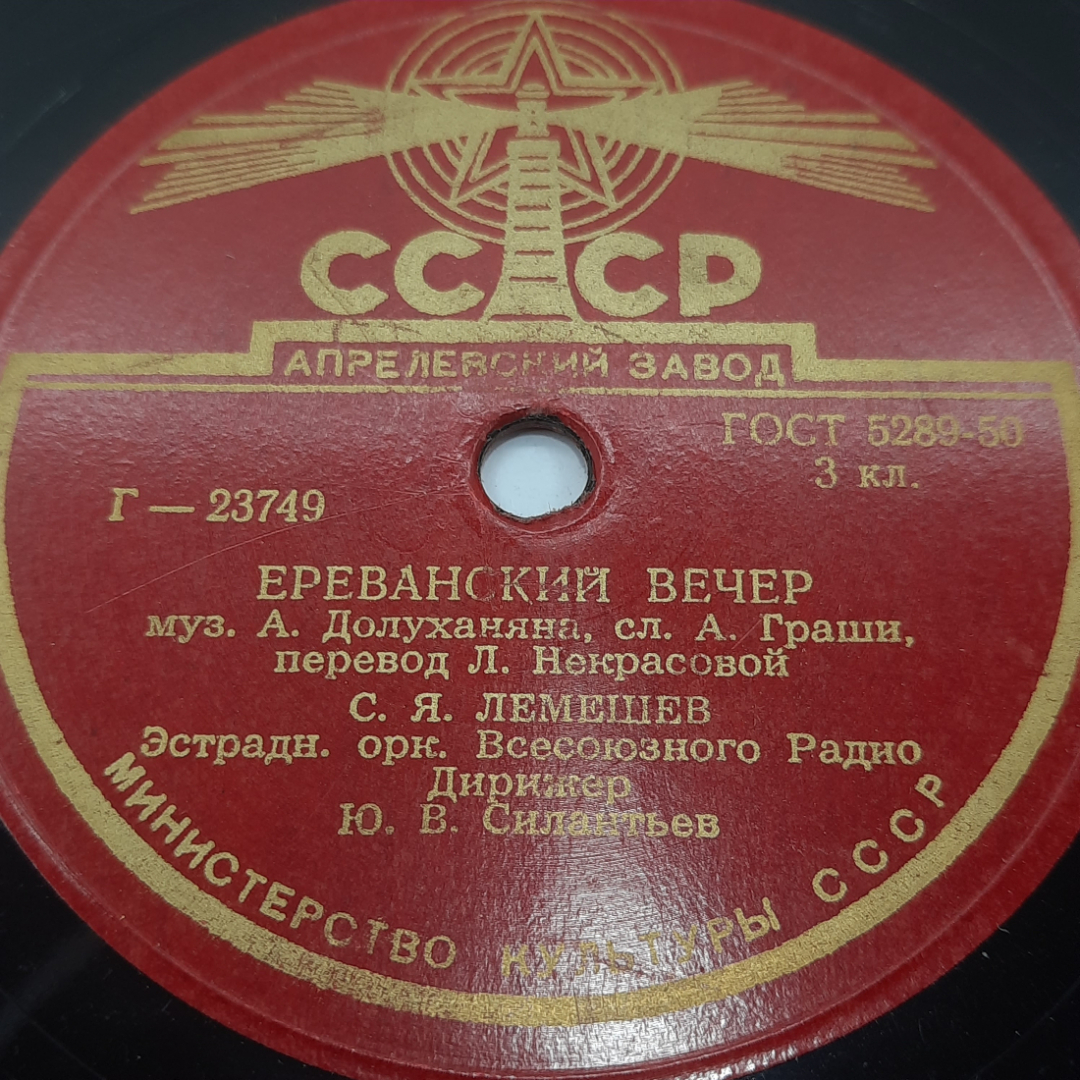 СССР
АПРЕЛЕВСКИЙ ЗАВОД
ГОСТ 5289-50
3 кл.
Г — 23749
ЕРЕВАНСКИЙ ВЕЧЕР
муз. А. Долуханяна, сл. А. Граши,
перевод Л. Некрасовой
С. Я. ЛЕМЕШЕВ
Эстрадн. орк. Всесоюзного Радио
Дирижер
Ю. В. Силантьев
МИНИСТЕРСТВО КУЛЬТУРЫ СССР